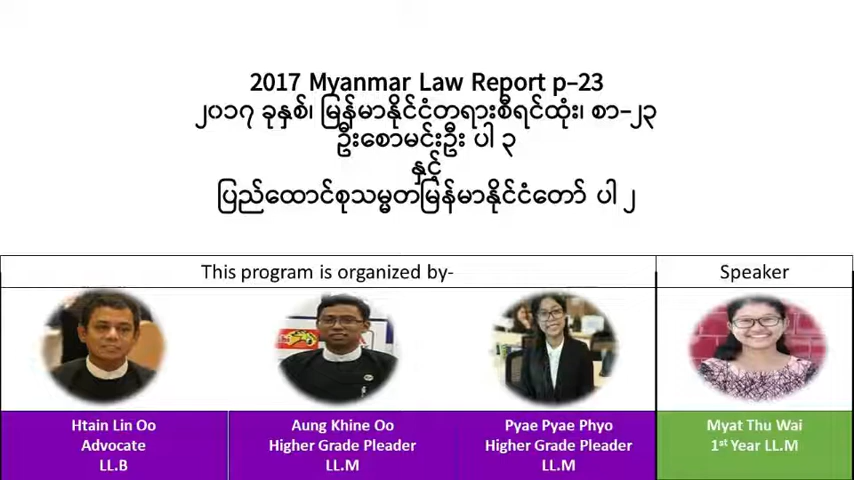 2017 Myanmar Law Report p-23
၂၀၁၇ ခုနှစ်၊ မြန်မာနိုင်ငံတရားစီရင်ထုံး၊ စာ-၂၃
ဦးစောမင်းဦး ပါ ၃
နှင့်
ပြည်ထောင်စုသမ္မတမြန်မာနိုင်ငံတော် ပါ ၂
This program is organized by-
Speaker
Htain Lin Oo
Advocate
LL.B
Aung Khine Oo
Higher Grade Pleader
LL.M
Pyae Pyae Phyo
Higher Grade Pleader
LL.M
Myat Thu Wai
1st Year LL.M